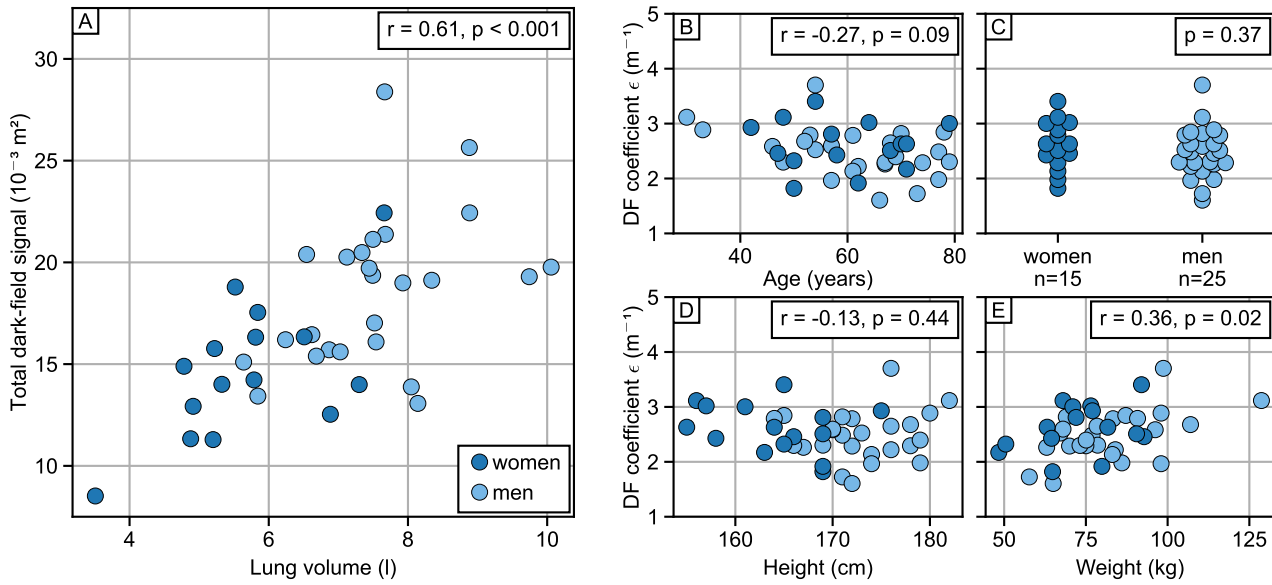 A
r = 0.61, p < 0.001
Total dark-field signal (10⁻³ m²)
30
25
20
15
10
women
men
4
6
8
10
Lung volume (l)
B
r = -0.27, p = 0.09
DF coefficient ϵ (m⁻¹)
5
4
3
2
1
40
60
80
Age (years)
C
p = 0.37
women
n=15
men
n=25
D
r = -0.13, p = 0.44
DF coefficient ϵ (m⁻¹)
5
4
3
2
1
160
170
180
Height (cm)
E
r = 0.36, p = 0.02
50
75
100
125
Weight (kg)